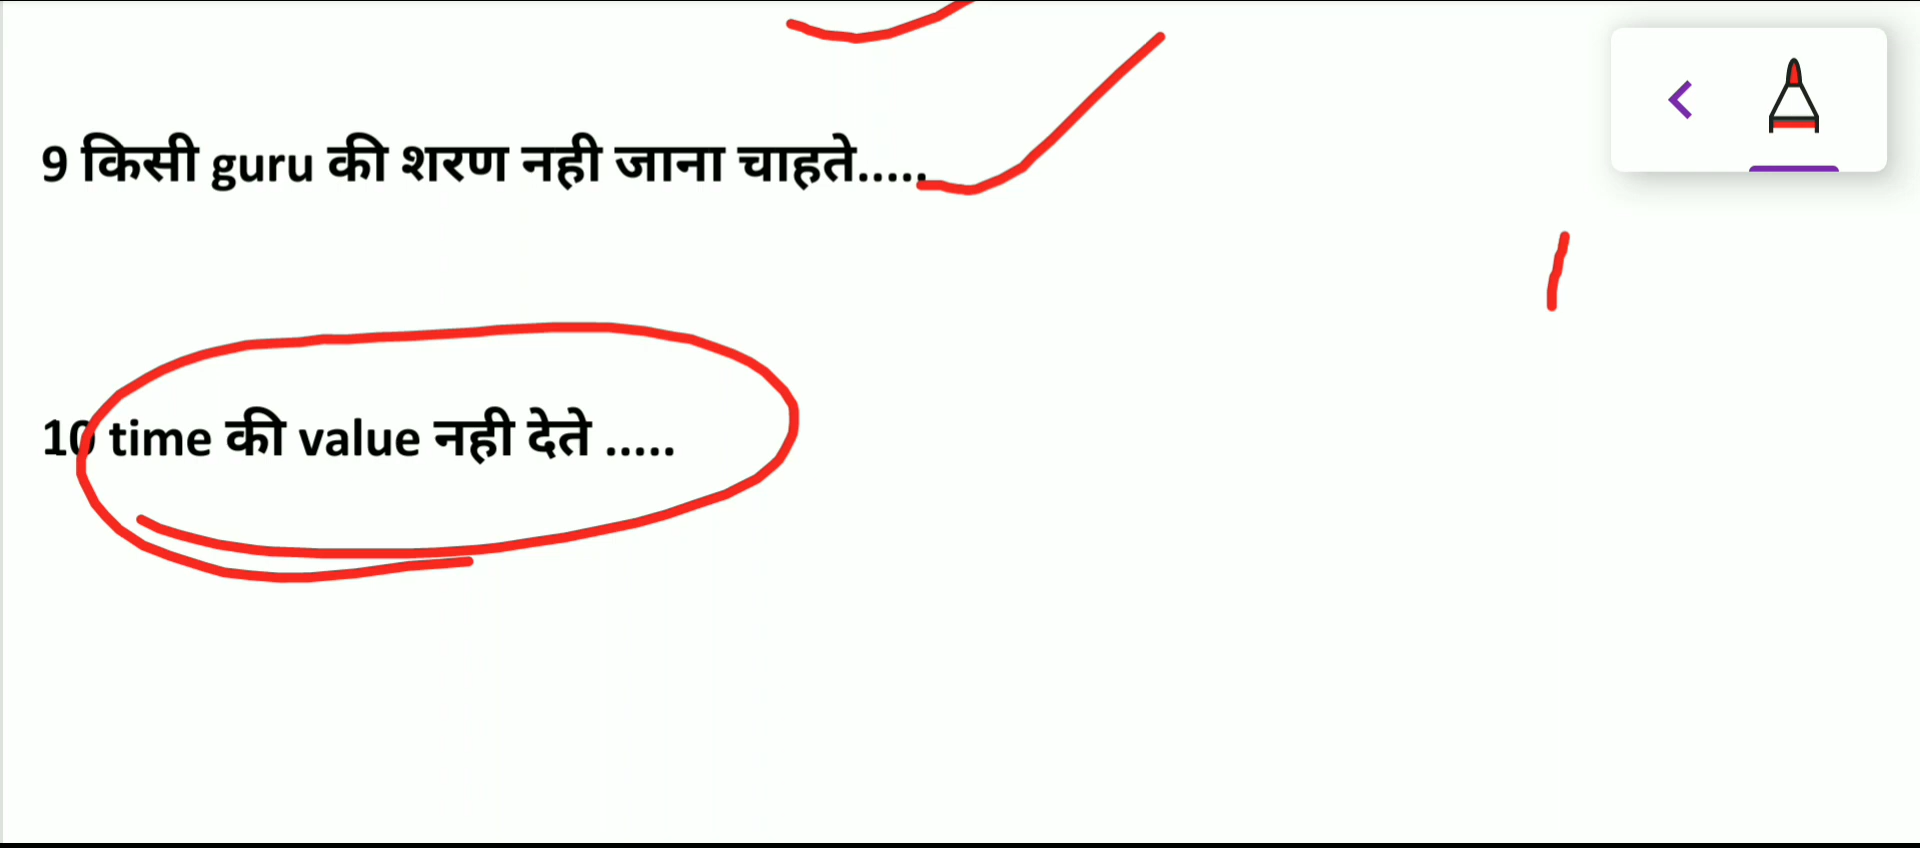 9 किसी guru की शरण नही जाना चाहते.....
10 time की value नही देते .....